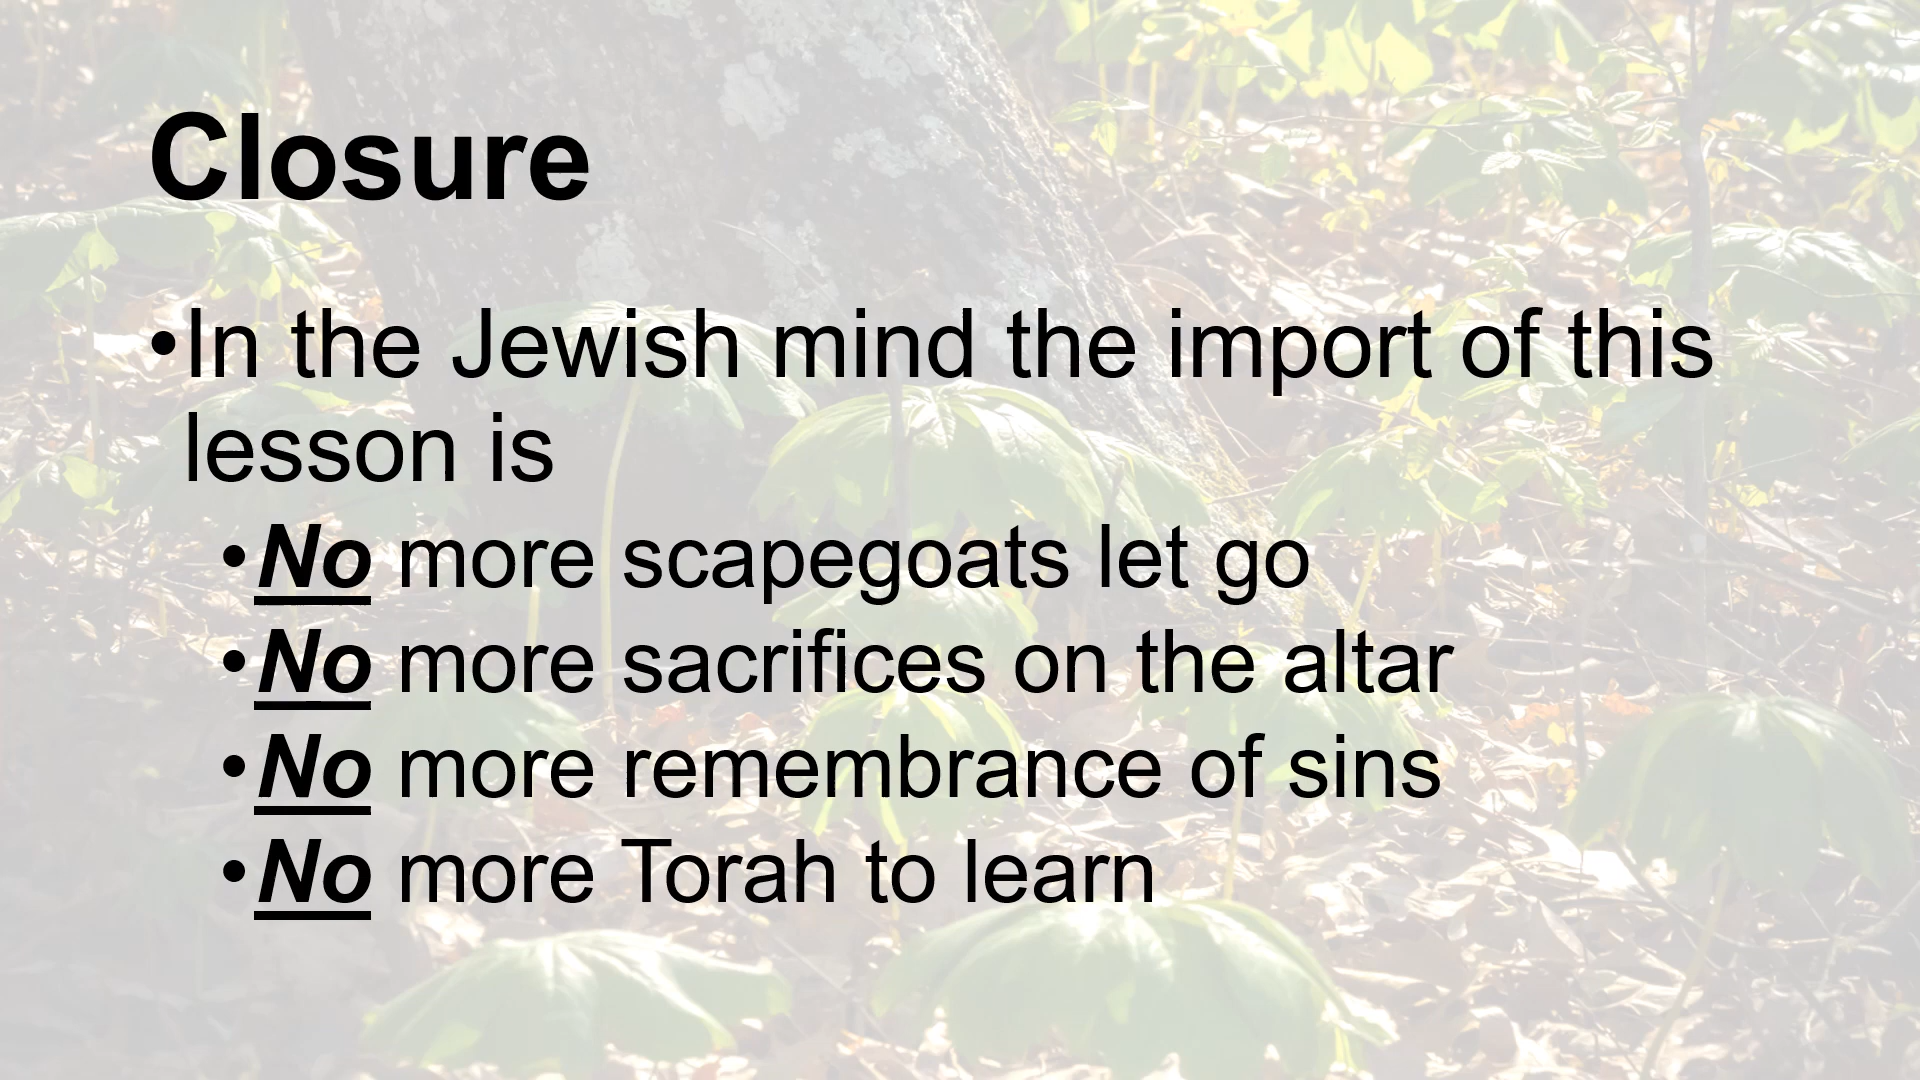 Closure
•In the Jewish mind the import of this
lesson is
•No more scapegoats let go
•No more sacrifices on the altar
•No more remembrance of sins
•No more Torah to learn